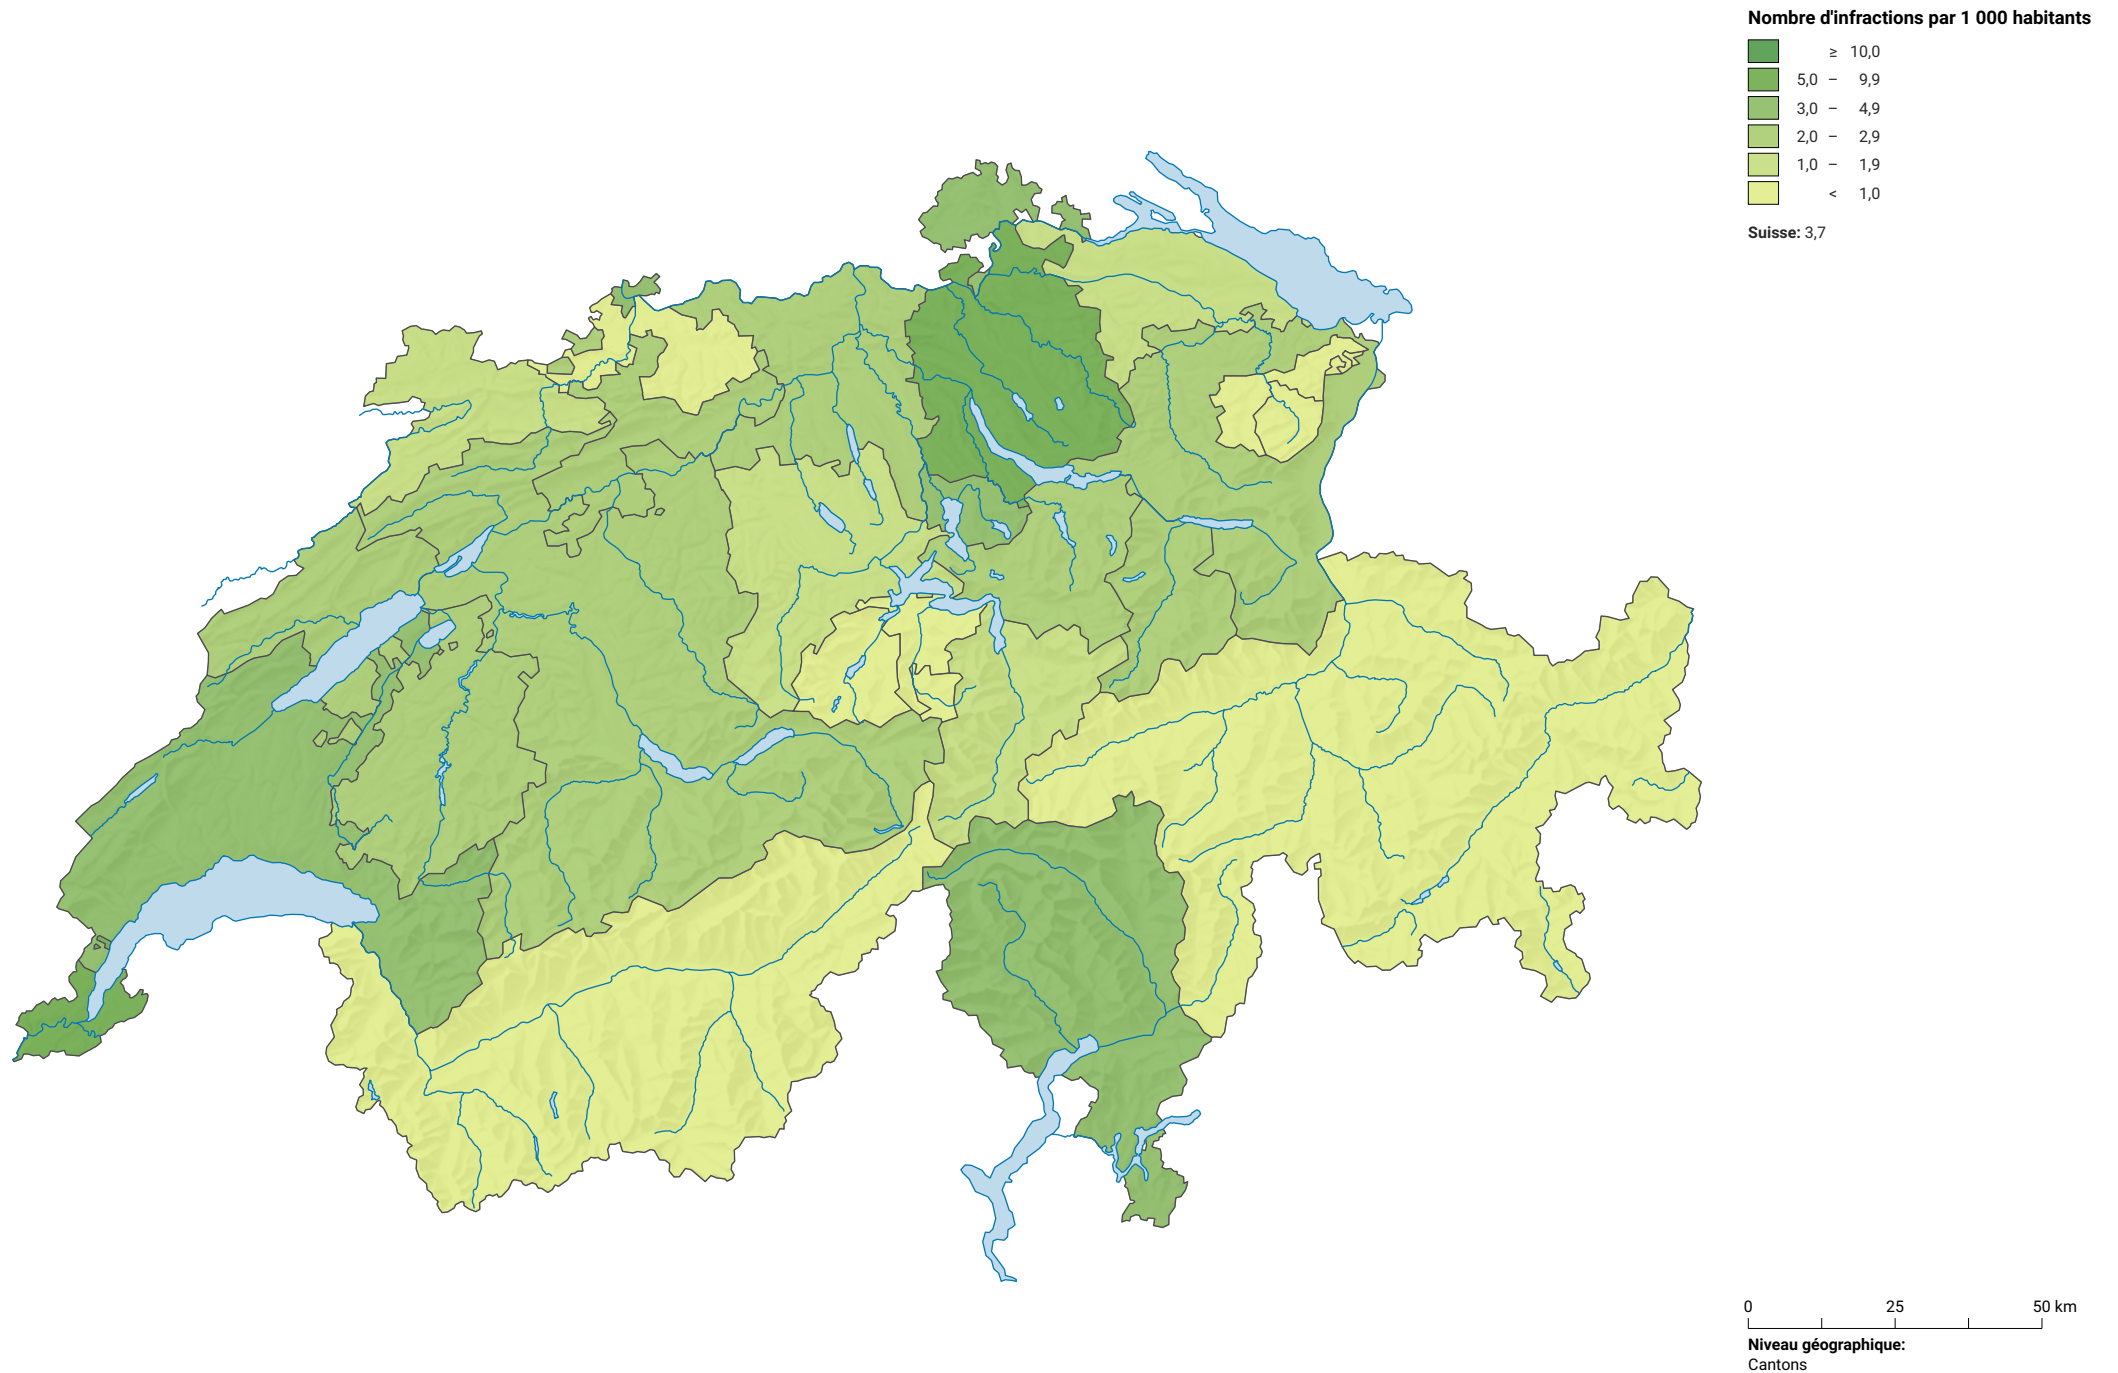 Nombre d'infractions par 1 000 habitants
≥ 10,0
5,0 – 9,9
3,0 – 4,9
2,0 – 2,9
1,0 – 1,9
< 1,0
Suisse: 3,7
0 25 50 km
Niveau géographique:
Cantons